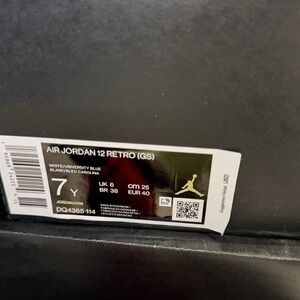 AIR JORDAN 12 RETRO (GS)
WHITE/UNIVERSITY BLUE
BLANC/BLEU CAROLINA
7 Y
UK 6
BR 38
cm 25
EUR 40
JORDAN.COM
DQ4365 114
USD